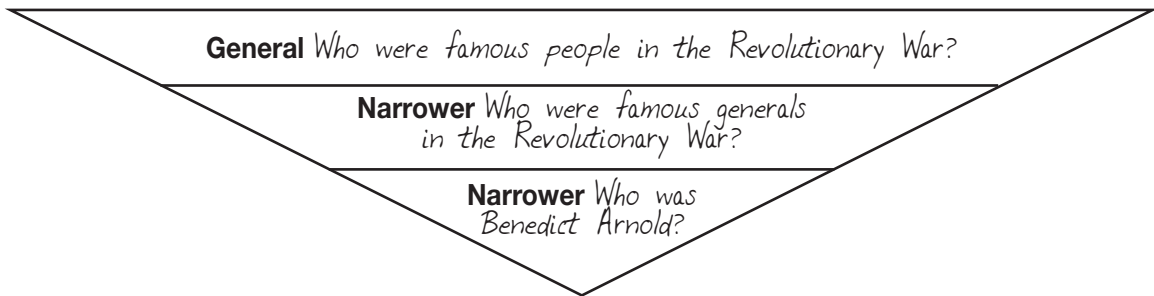 General Who were famous people in the Revolutionary War?
Narrower Who were famous generals
in the Revolutionary War?
Narrower Who was
Benedict Arnold?